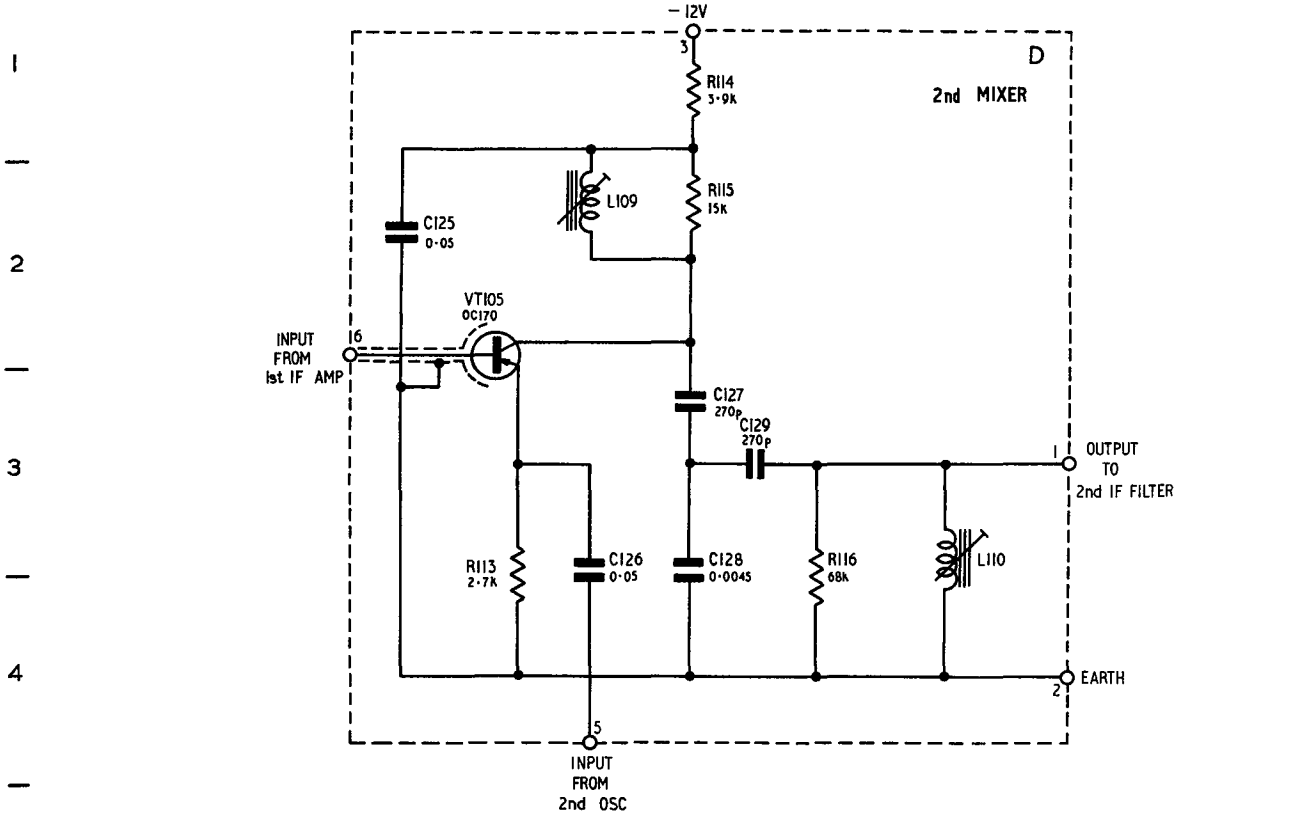 − 12V
3
1
D
R114
3·9k
2nd MIXER
R115
15k
L109
C125
0·05
2
VT105
OC170
6
INPUT
FROM
1st IF AMP
C127
270p
C129
270p
3
1
OUTPUT
TO
2nd IF FILTER
R113
2·7k
C126
0·05
C128
0·0045
R116
68k
L110
4
2
EARTH
5
INPUT
FROM
2nd OSC